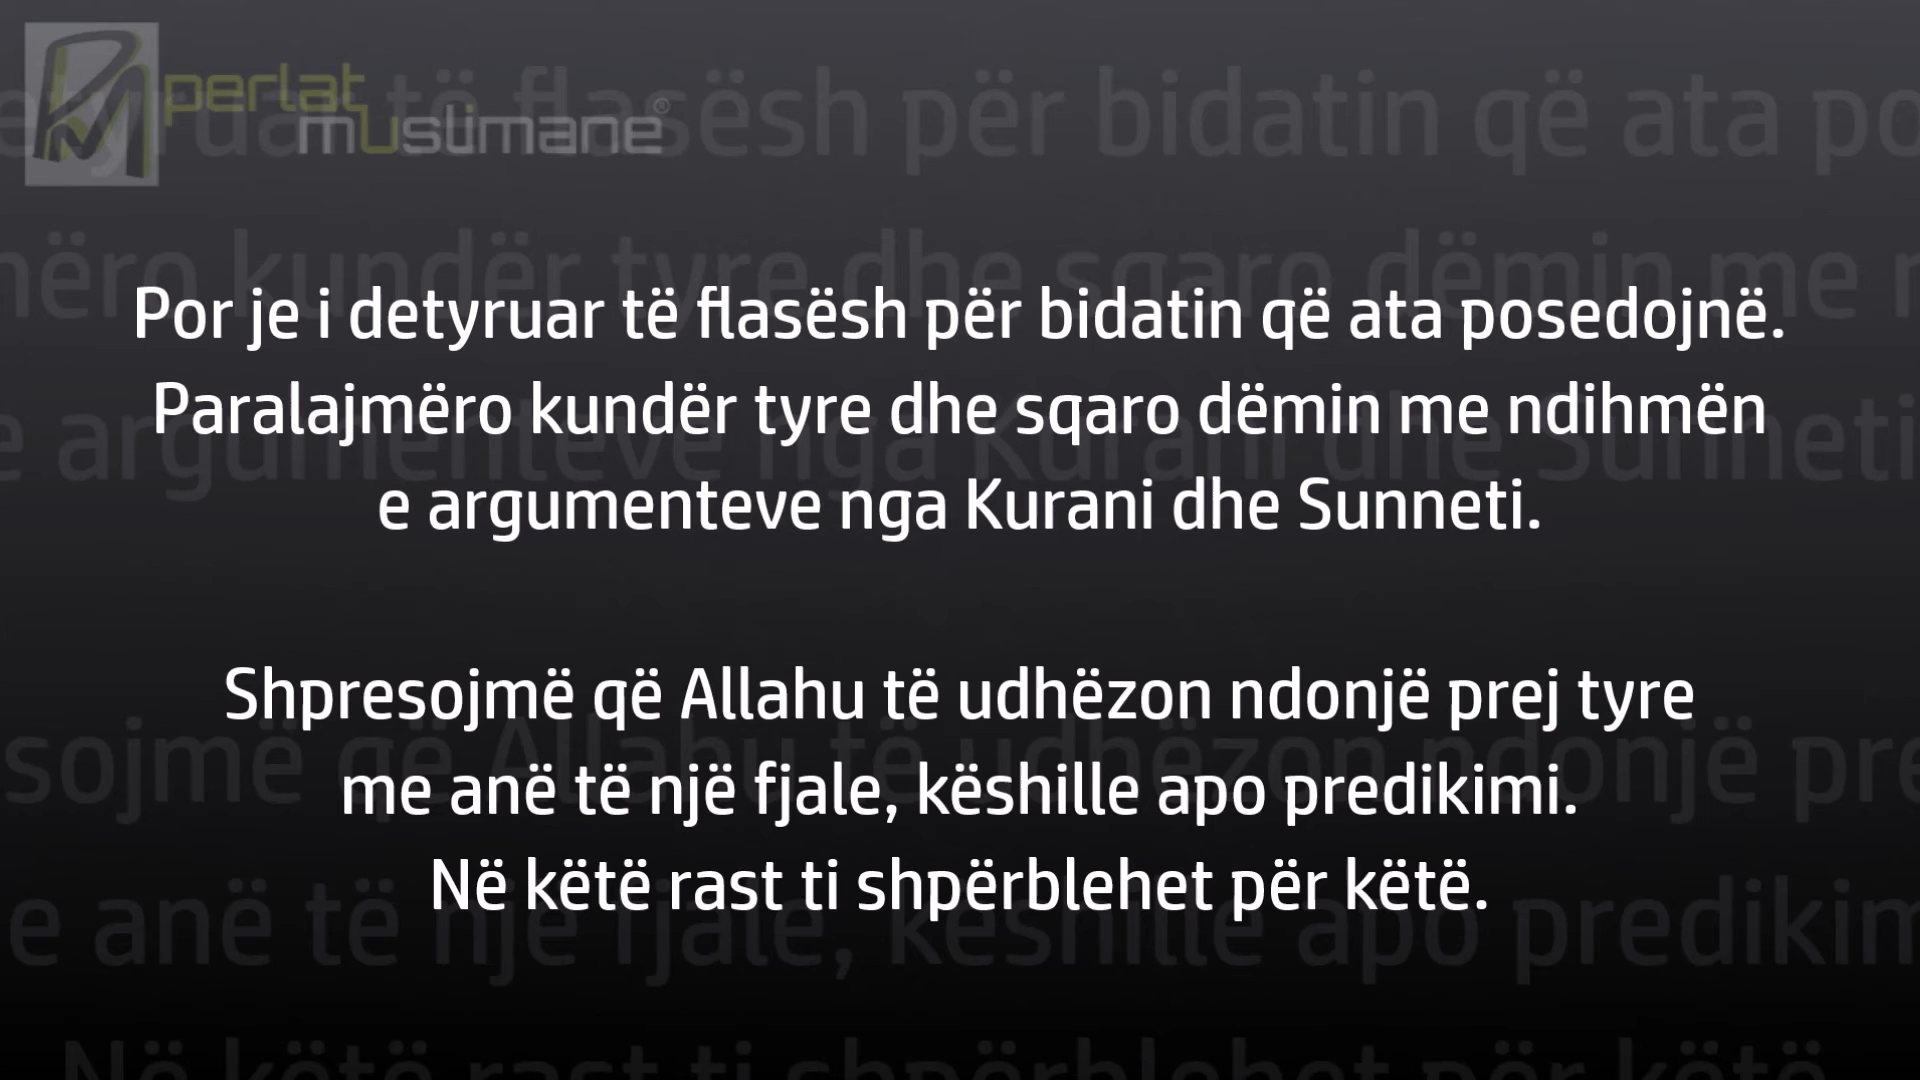 perlat
muslimane®
Por je i detyruar të flasësh për bidatin që ata posedojnë.
Paralajmëro kundër tyre dhe sqaro dëmin me ndihmën
e argumenteve nga Kurani dhe Sunneti.
Shpresojmë që Allahu të udhëzon ndonjë prej tyre
me anë të një fjale, këshille apo predikimi.
Në këtë rast ti shpërblehet për këtë.